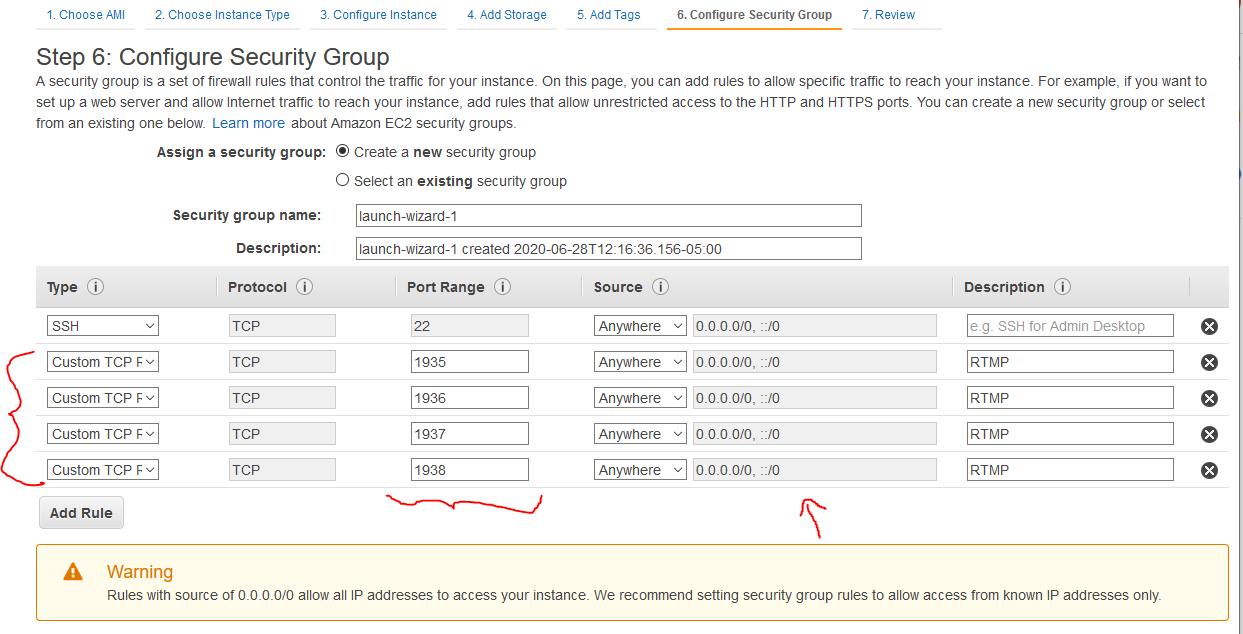 1. Choose AMI 2. Choose Instance Type 3. Configure Instance 4. Add Storage 5. Add Tags 6. Configure Security Group 7. Review
Step 6: Configure Security Group
A security group is a set of firewall rules that control the traffic for your instance. On this page, you can add rules to allow specific traffic to reach your instance. For example, if you want to
set up a web server and allow Internet traffic to reach your instance, add rules that allow unrestricted access to the HTTP and HTTPS ports. You can create a new security group or select
from an existing one below. Learn more about Amazon EC2 security groups.
Assign a security group: Create a new security group
Select an existing security group
Security group name: launch-wizard-1
Description: launch-wizard-1 created 2020-06-28T12:16:36.156-05:00
Type i Protocol i Port Range i Source i Description i
SSH TCP 22 Anywhere 0.0.0.0/0, ::/0 e.g. SSH for Admin Desktop
Custom TCP F TCP 1935 Anywhere 0.0.0.0/0, ::/0 RTMP
Custom TCP F TCP 1936 Anywhere 0.0.0.0/0, ::/0 RTMP
Custom TCP F TCP 1937 Anywhere 0.0.0.0/0, ::/0 RTMP
Custom TCP F TCP 1938 Anywhere 0.0.0.0/0, ::/0 RTMP
Add Rule
Warning
Rules with source of 0.0.0.0/0 allow all IP addresses to access your instance. We recommend setting security group rules to allow access from known IP addresses only.